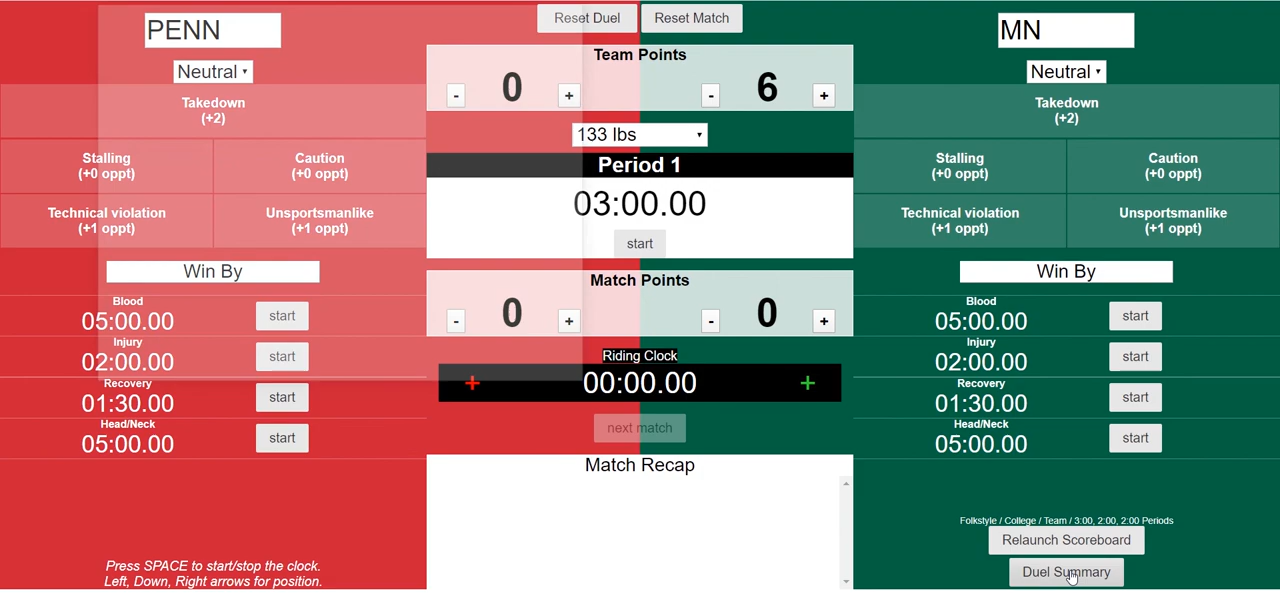 PENN
Neutral
Takedown
(+2)
Stalling
(+0 oppt)
Caution
(+0 oppt)
Technical violation
(+1 oppt)
Unsportsmanlike
(+1 oppt)
Win By
Blood
05:00.00
start
Injury
02:00.00
start
Recovery
01:30.00
start
Head/Neck
05:00.00
start
Press SPACE to start/stop the clock.
Left, Down, Right arrows for position.
Reset Duel
Reset Match
Team Points
- 0 +
- 6 +
133 lbs
Period 1
03:00.00
start
Match Points
- 0 +
- 0 +
Riding Clock
+ 00:00.00 +
next match
Match Recap
MN
Neutral
Takedown
(+2)
Stalling
(+0 oppt)
Caution
(+0 oppt)
Technical violation
(+1 oppt)
Unsportsmanlike
(+1 oppt)
Win By
Blood
05:00.00
start
Injury
02:00.00
start
Recovery
01:30.00
start
Head/Neck
05:00.00
start
Folkstyle / College / Team / 3:00, 2:00, 2:00 Periods
Relaunch Scoreboard
Duel Summary